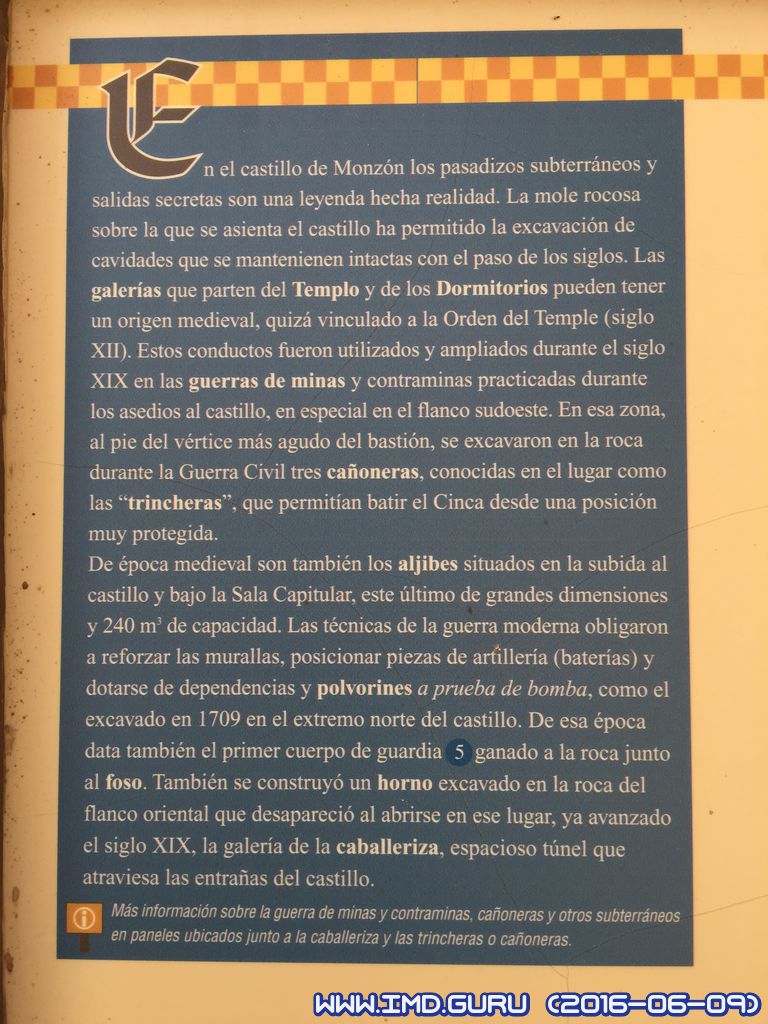 En el castillo de Monzón los pasadizos subterráneos y
salidas secretas son una leyenda hecha realidad. La mole rocosa
sobre la que se asienta el castillo ha permitido la excavación de
cavidades que se mantenienen intactas con el paso de los siglos. Las
galerías que parten del Templo y de los Dormitorios pueden tener
un origen medieval, quizá vinculado a la Orden del Temple (siglo
XII). Estos conductos fueron utilizados y ampliados durante el siglo
XIX en las guerras de minas y contraminas practicadas durante
los asedios al castillo, en especial en el flanco sudoeste. En esa zona,
al pie del vértice más agudo del bastión, se excavaron en la roca
durante la Guerra Civil tres cañoneras, conocidas en el lugar como
las “trincheras”, que permitían batir el Cinca desde una posición
muy protegida.
De época medieval son también los aljibes situados en la subida al
castillo y bajo la Sala Capitular, este último de grandes dimensiones
y 240 m³ de capacidad. Las técnicas de la guerra moderna obligaron
a reforzar las murallas, posicionar piezas de artillería (baterías) y
dotarse de dependencias y polvorines a prueba de bomba, como el
excavado en 1709 en el extremo norte del castillo. De esa época
data también el primer cuerpo de guardia 5 ganado a la roca junto
al foso. También se construyó un horno excavado en la roca del
flanco oriental que desapareció al abrirse en ese lugar, ya avanzado
el siglo XIX, la galería de la caballeriza, espacioso túnel que
atraviesa las entrañas del castillo.
i Más información sobre la guerra de minas y contraminas, cañoneras y otros subterráneos
en paneles ubicados junto a la caballeriza y las trincheras o cañoneras.
WWW.IMD.GURU (2016-06-09)